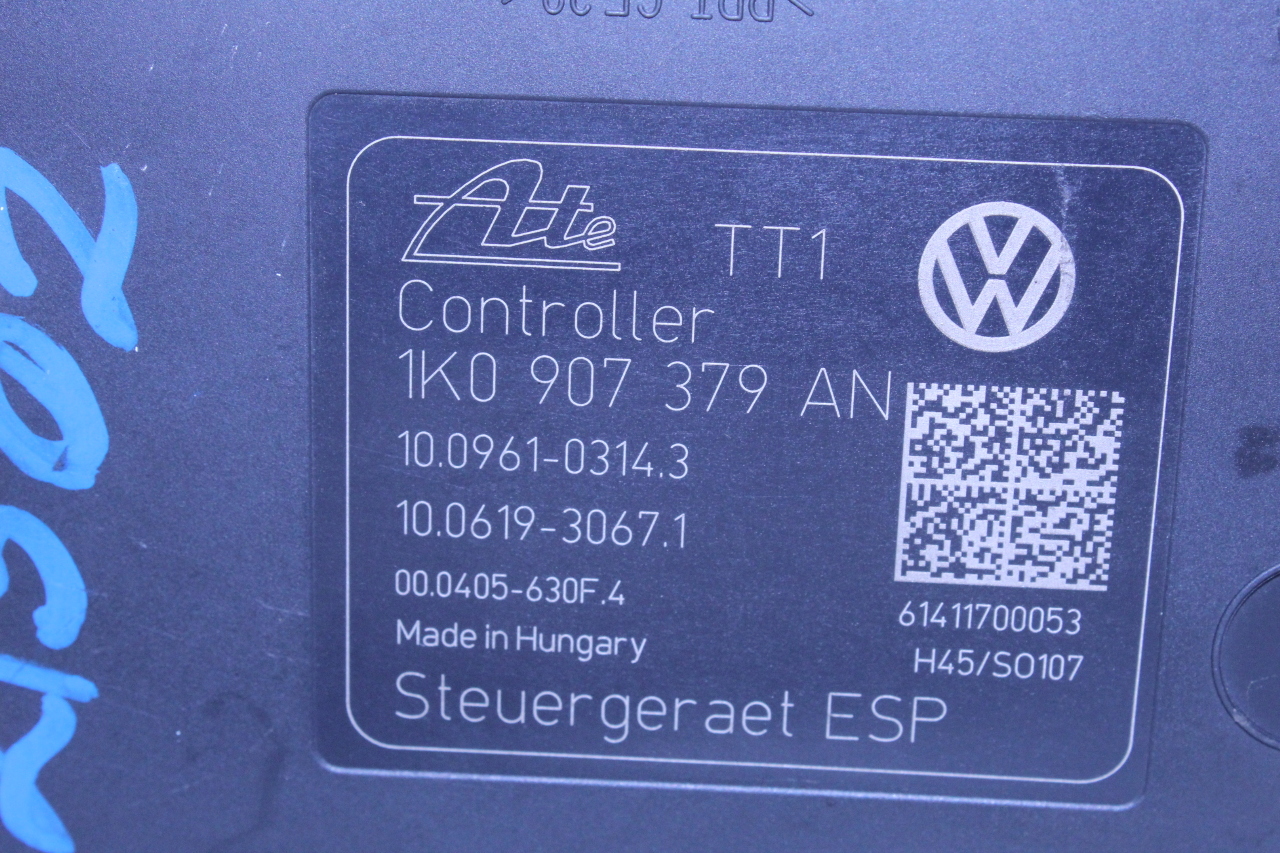 Ate TT1
Controller
1K0 907 379 AN
10.0961-0314.3
10.0619-3067.1
00.0405-630F.4
Made in Hungary
Steuergeraet ESP
61411700053
H45/SO107